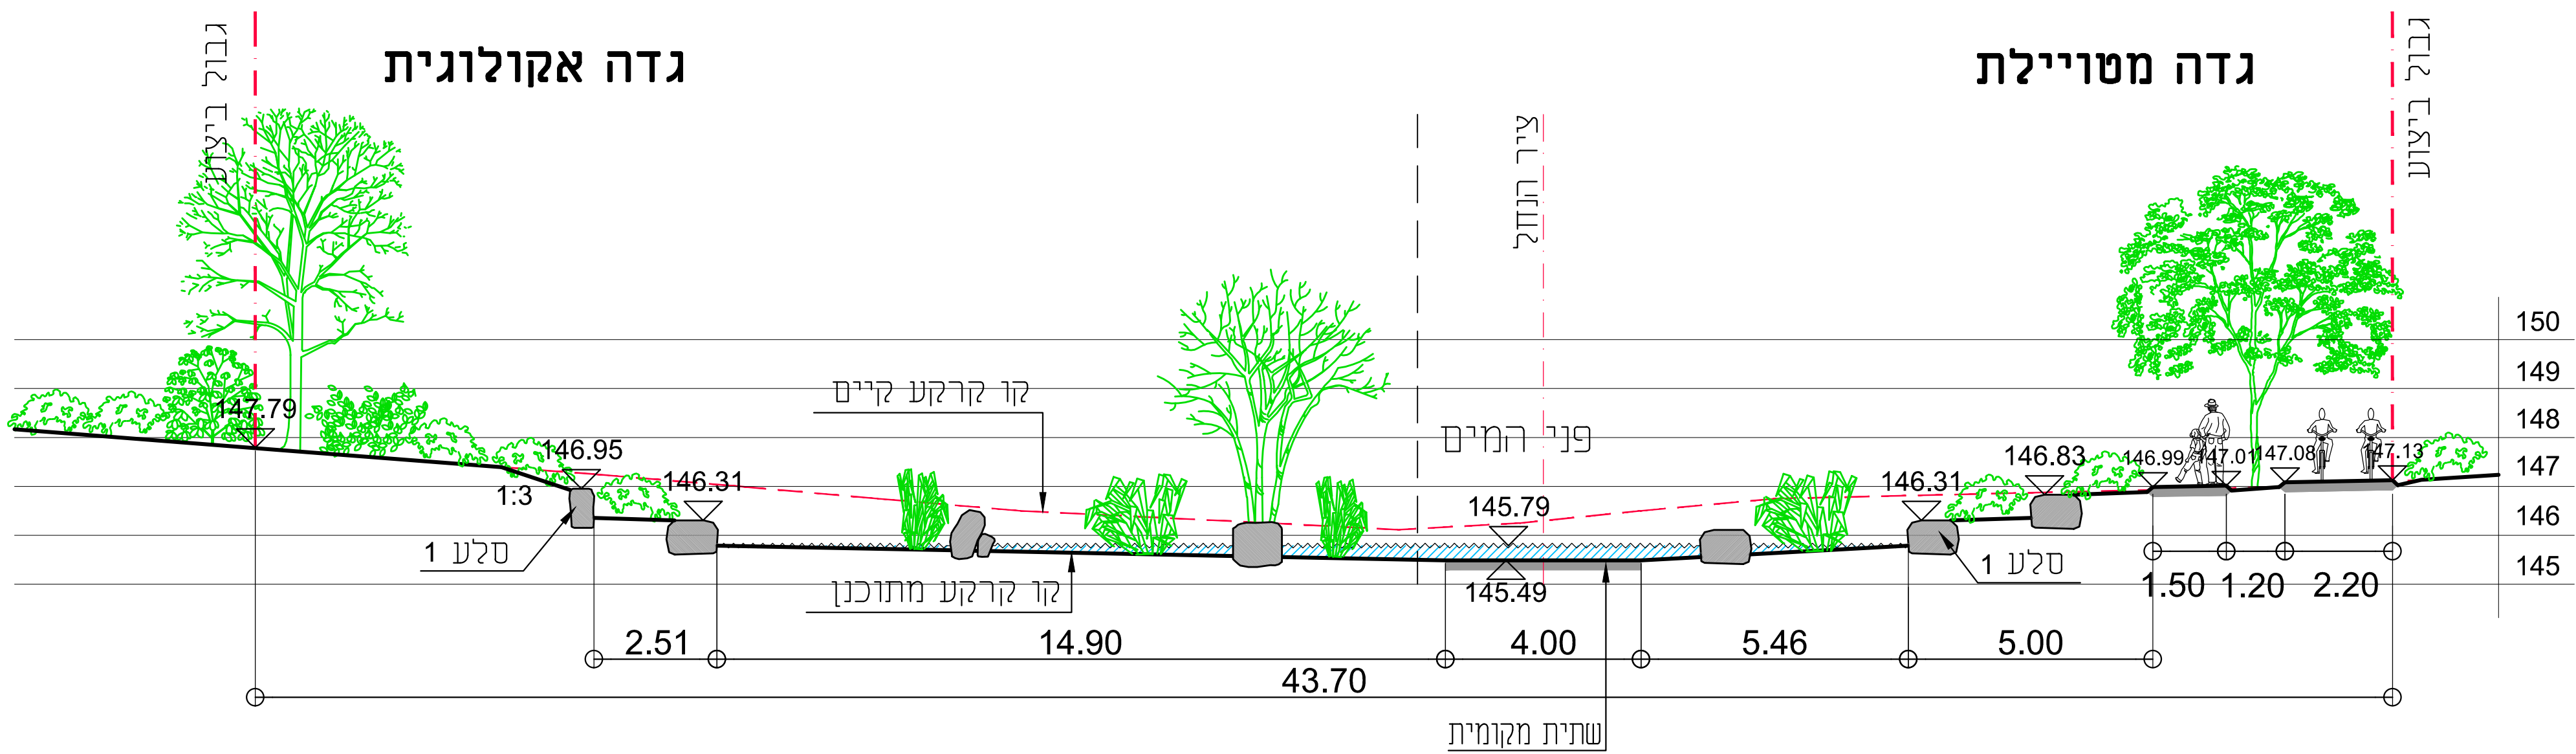 גדה מטויילת
גדה אקולוגית
גבול ביצוע
גבול ביצוע
ציר הנחל
פני המים
קו קרקע קיים
קו קרקע מתוכנן
סלע 1
סלע 1
שתית מקומית
1:3
147.79
146.95
146.31
145.79
145.49
146.31
146.83
146.99
147.01
147.08
147.13
150
149
148
147
146
145
1.50
1.20
2.20
2.51
14.90
4.00
5.46
5.00
43.70